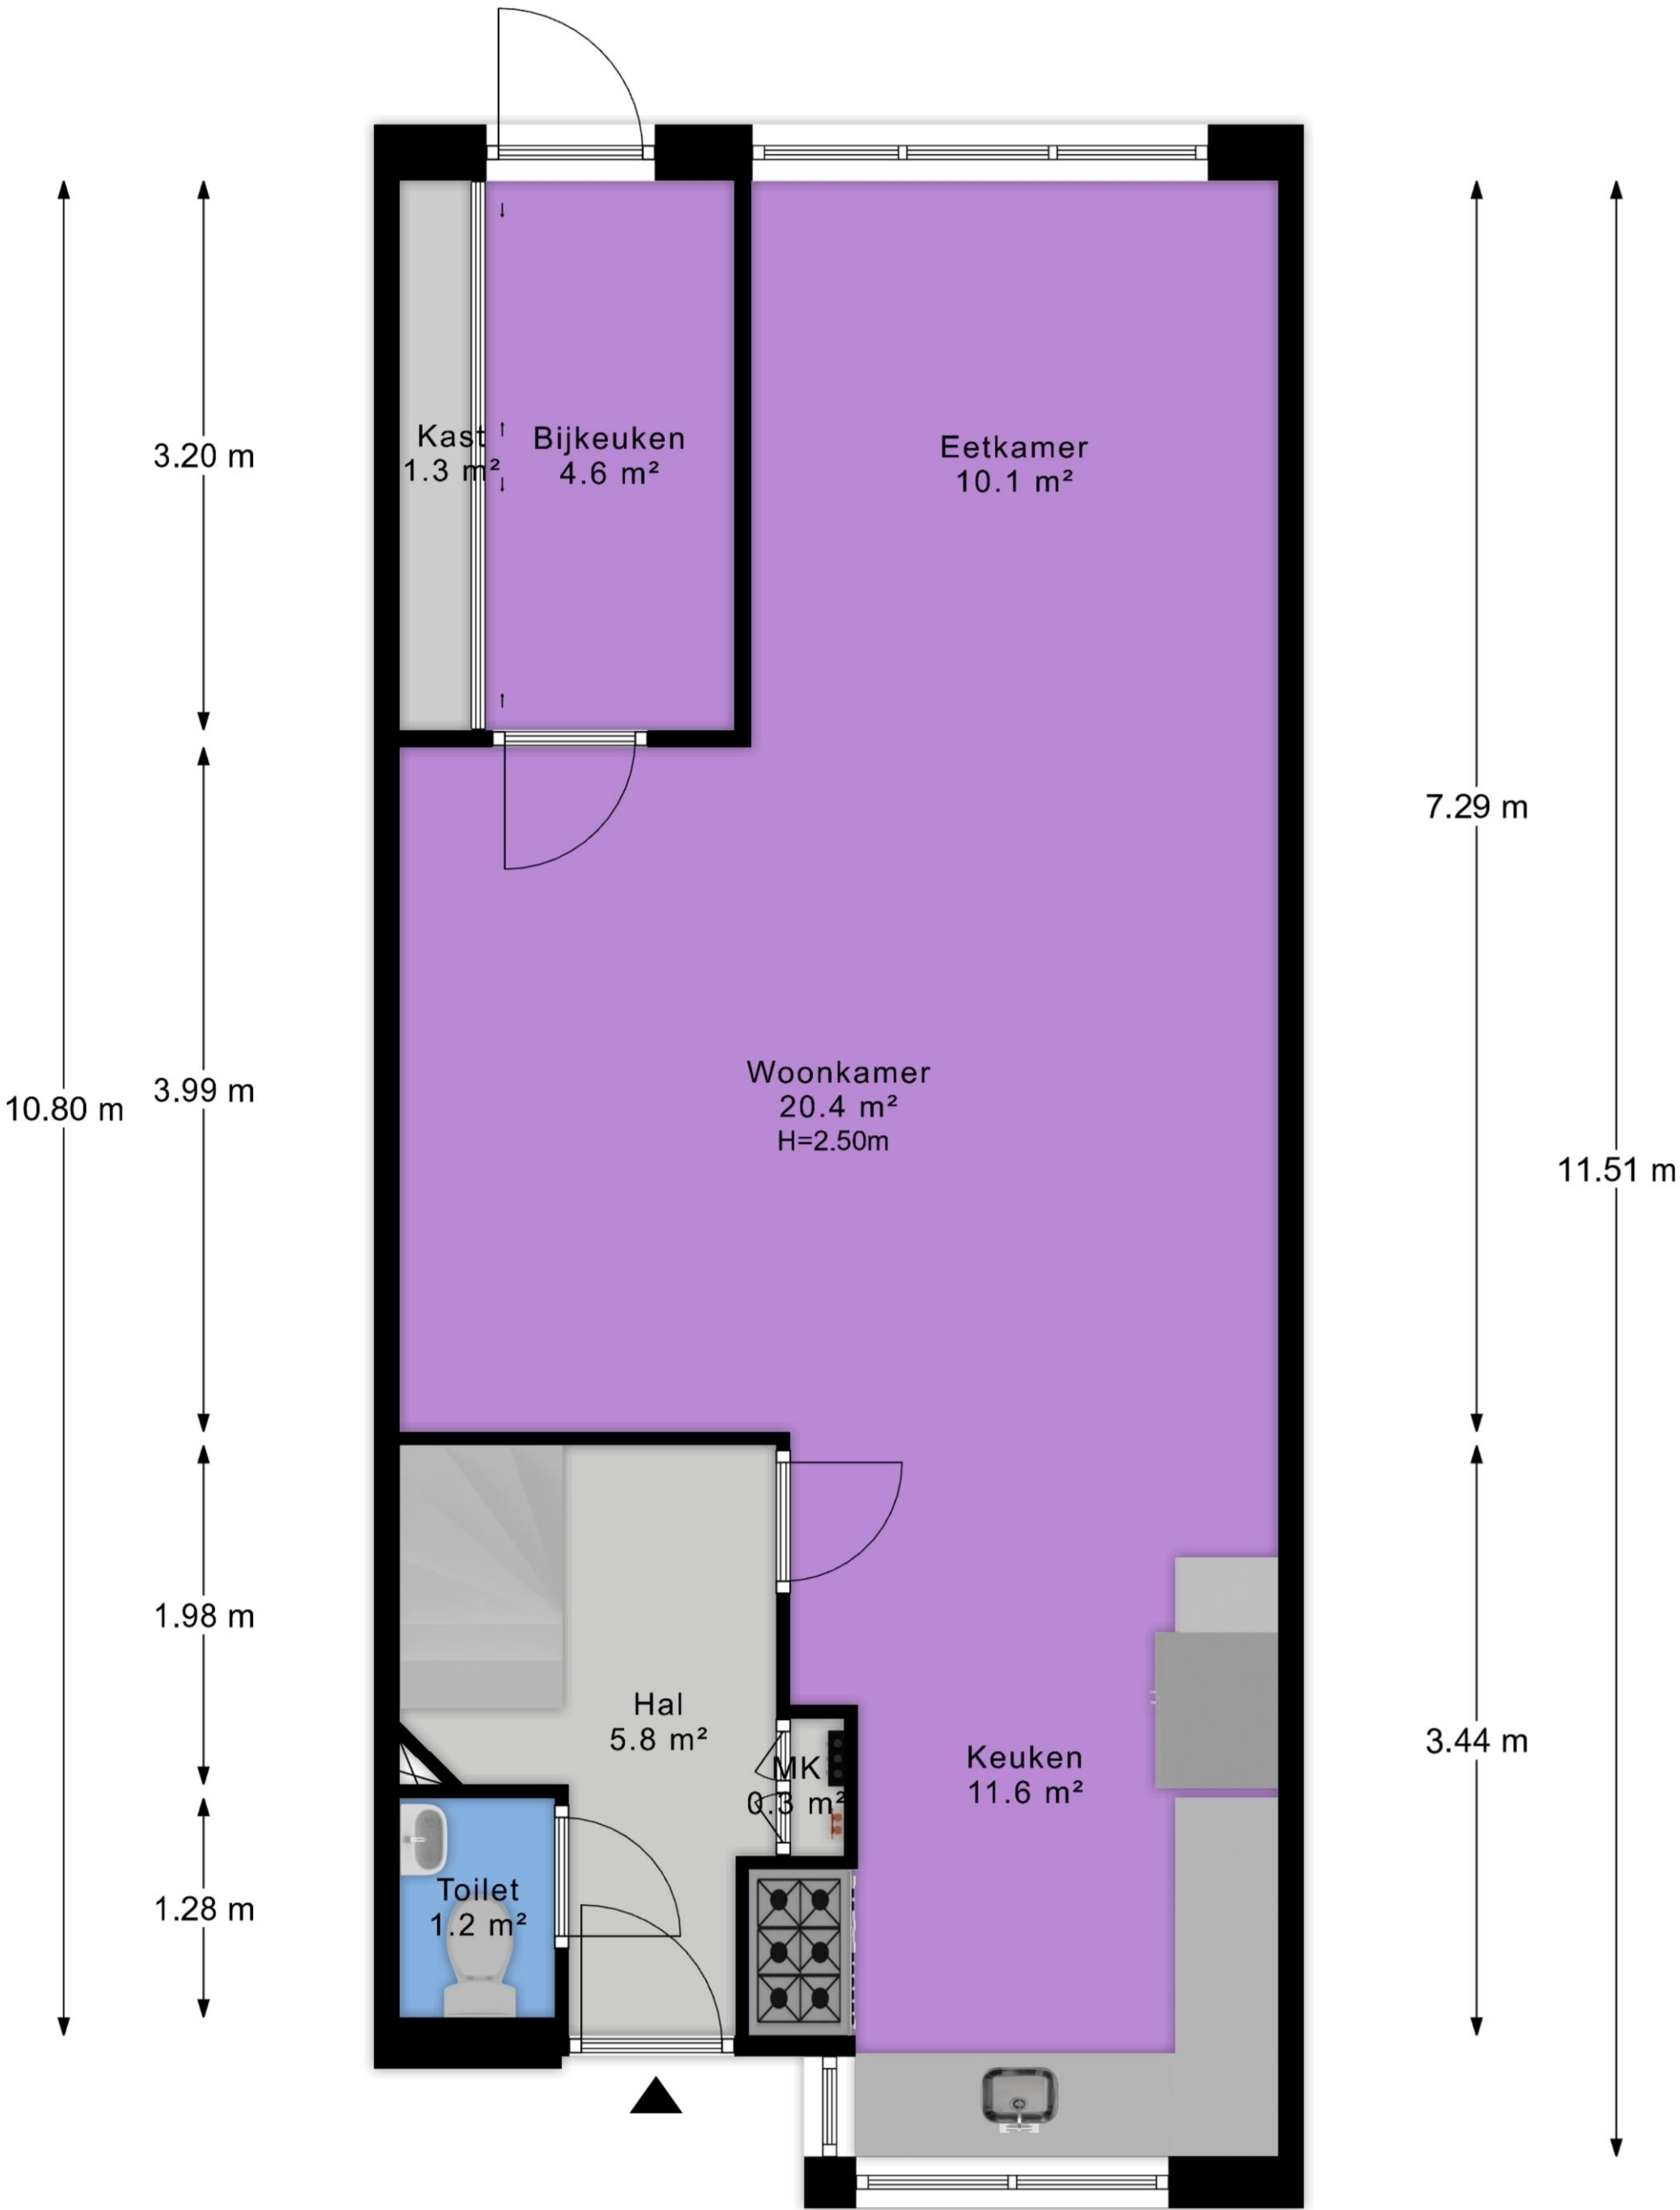 3.20 m
Kast
1.3 m²
Bijkeuken
4.6 m²
Eetkamer
10.1 m²
7.29 m
10.80 m
3.99 m
Woonkamer
20.4 m²
H=2.50m
11.51 m
1.98 m
Hal
5.8 m²
MK
0.3 m²
Keuken
11.6 m²
3.44 m
1.28 m
Toilet
1.2 m²